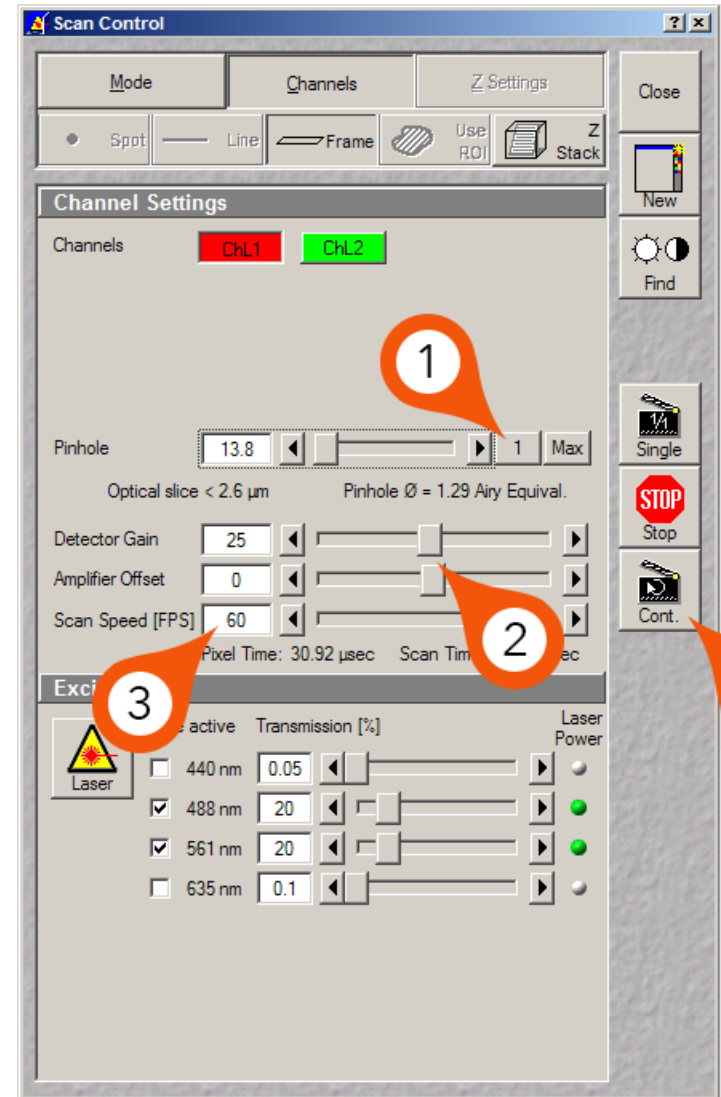 Scan Control
Mode Channels Z Settings Close
Spot Line Frame Use ROI Z Stack
New
Channel Settings
Channels ChL1 ChL2
Find
1
Pinhole 13.8 1 Max
1/1
Single
Optical slice < 2.6 µm Pinhole Ø = 1.29 Airy Equival.
STOP
Stop
Detector Gain 25
Amplifier Offset 0
Scan Speed [FPS] 60
Cont.
2
Pixel Time: 30.92 µsec Scan
3
active Transmission [%] Laser Power
Laser
440 nm 0.05
488 nm 20
561 nm 20
635 nm 0.1